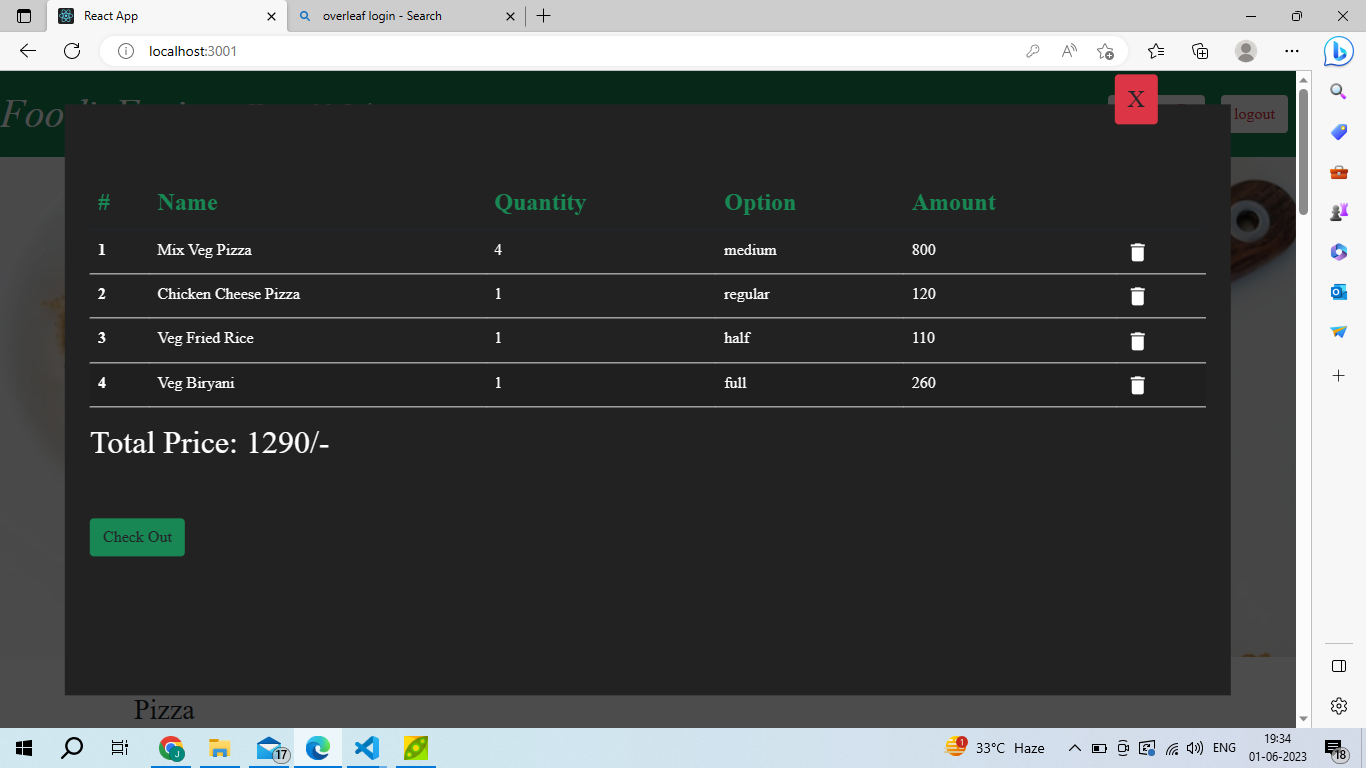 React App
overleaf login - Search
localhost:3001
Foo
logout
X
# Name Quantity Option Amount
1 Mix Veg Pizza 4 medium 800
2 Chicken Cheese Pizza 1 regular 120
3 Veg Fried Rice 1 half 110
4 Veg Biryani 1 full 260
Total Price: 1290/-
Check Out
Pizza
17
J
1
33°C Haze
ENG
19:34
01-06-2023
18